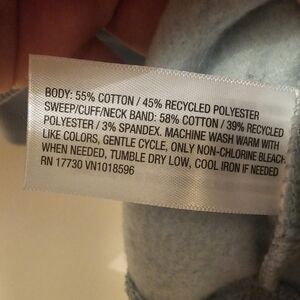 BODY: 55% COTTON / 45% RECYCLED POLYESTER
SWEEP/CUFF/NECK BAND: 58% COTTON / 39% RECYCLED
POLYESTER / 3% SPANDEX. MACHINE WASH WARM WITH
LIKE COLORS, GENTLE CYCLE, ONLY NON-CHLORINE BLEACH
WHEN NEEDED, TUMBLE DRY LOW, COOL IRON IF NEEDED
RN 17730 VN1018596